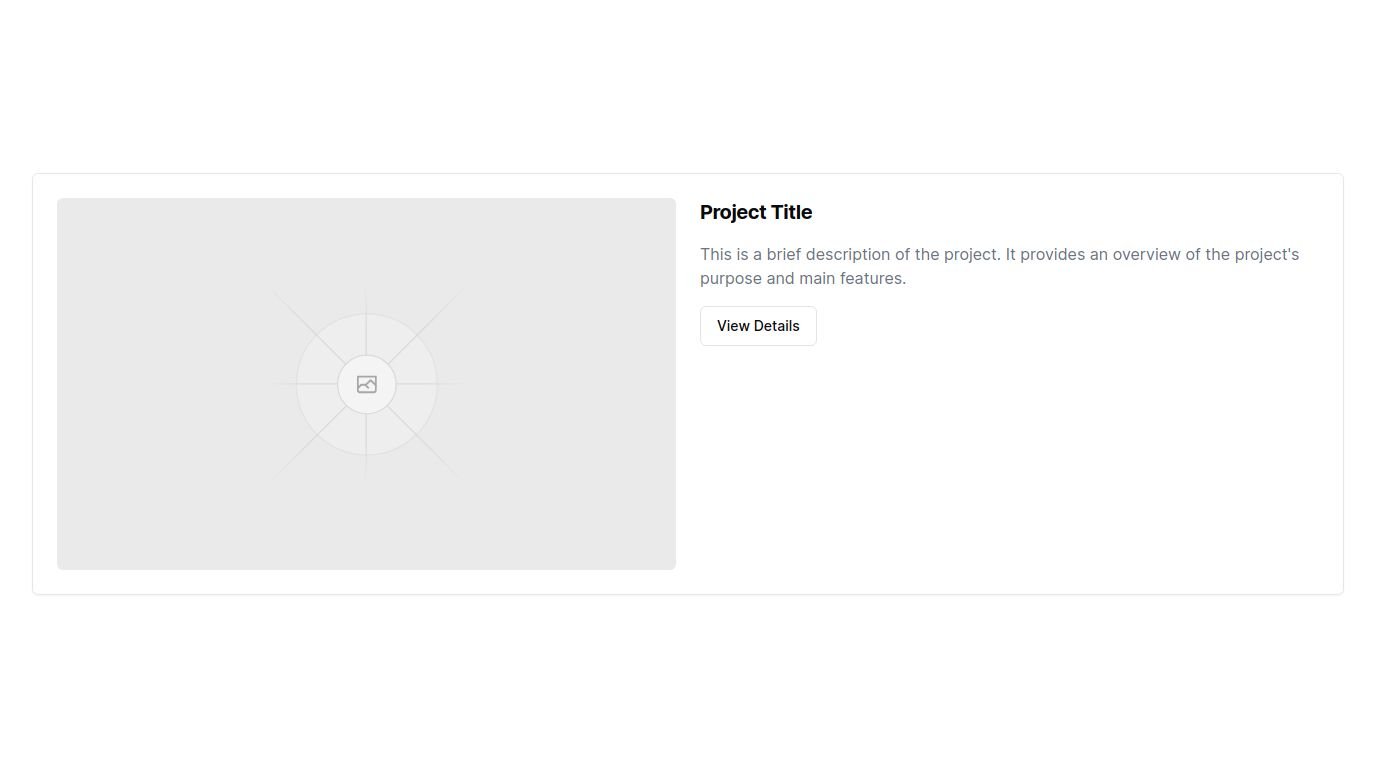 Project Title
This is a brief description of the project. It provides an overview of the project's
purpose and main features.
View Details